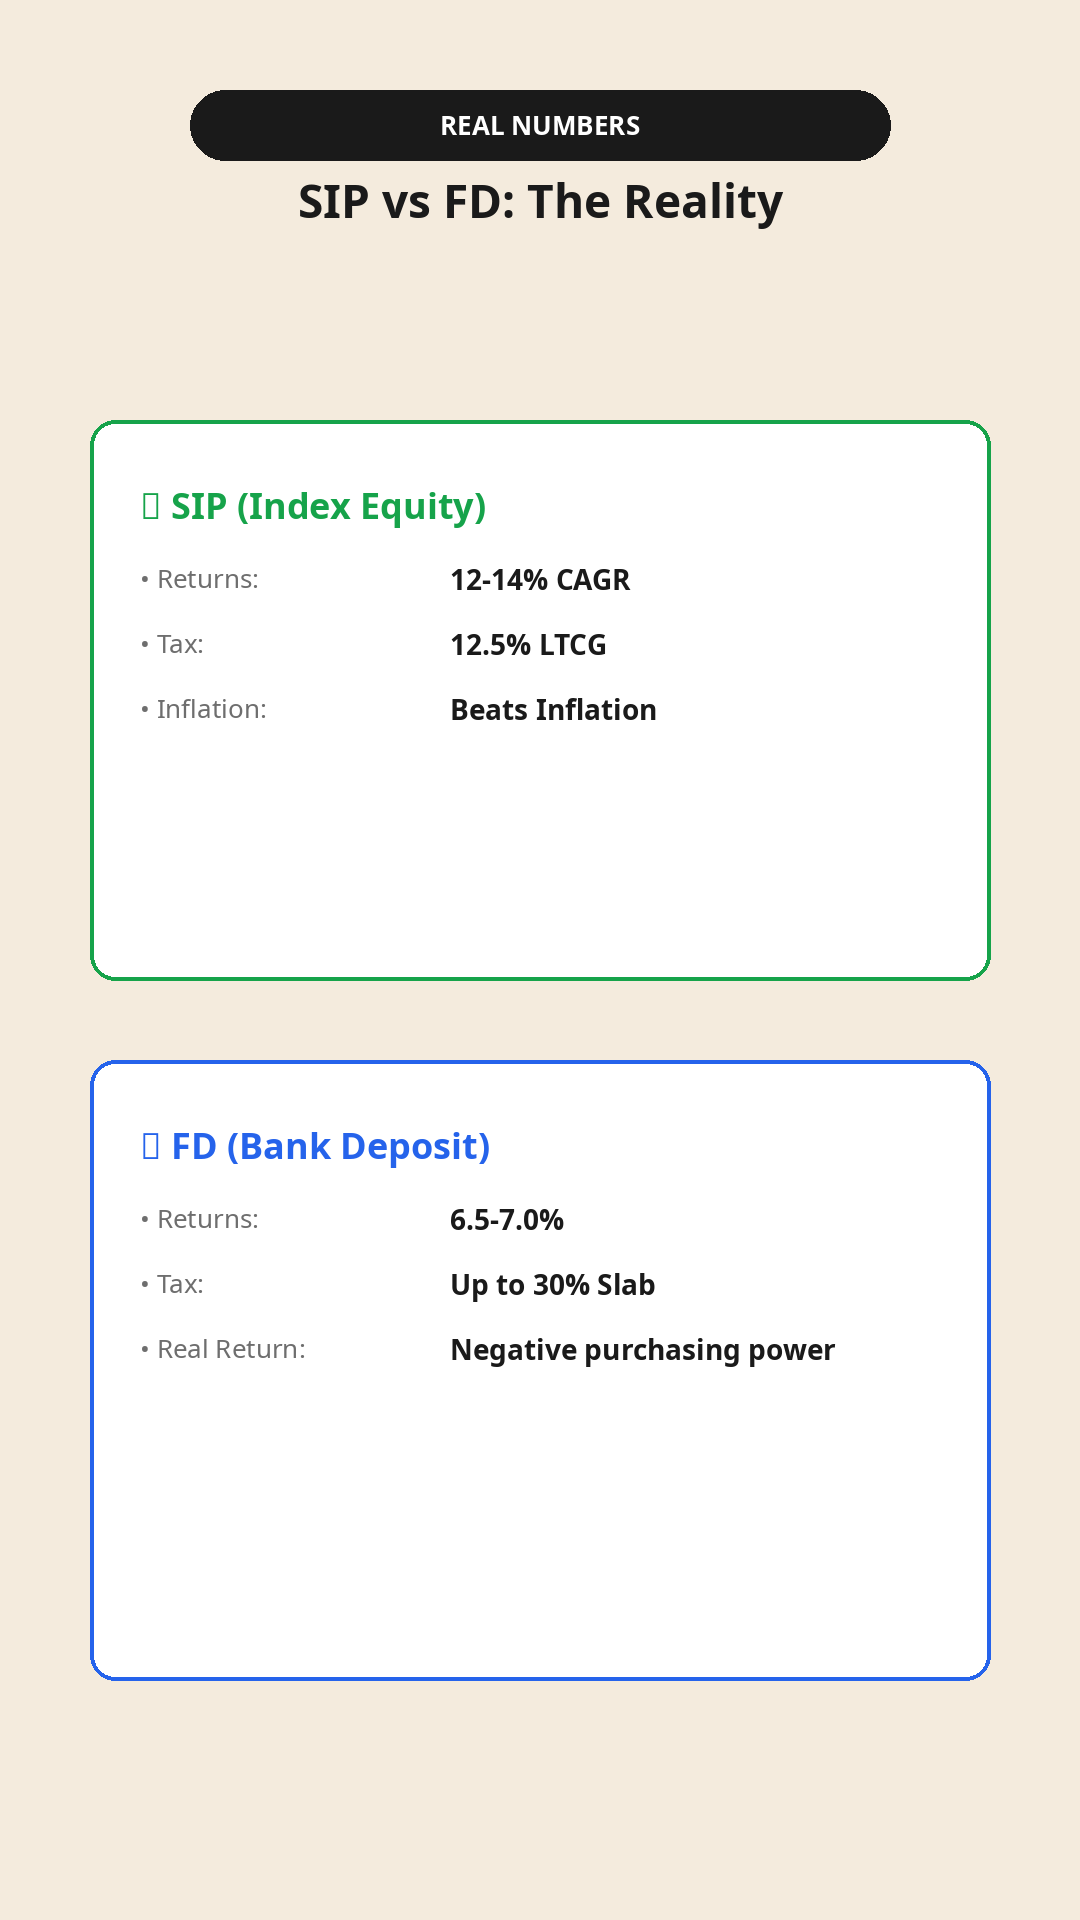 REAL NUMBERS
SIP vs FD: The Reality
SIP (Index Equity)
• Returns: 12-14% CAGR
• Tax: 12.5% LTCG
• Inflation: Beats Inflation
FD (Bank Deposit)
• Returns: 6.5-7.0%
• Tax: Up to 30% Slab
• Real Return: Negative purchasing power